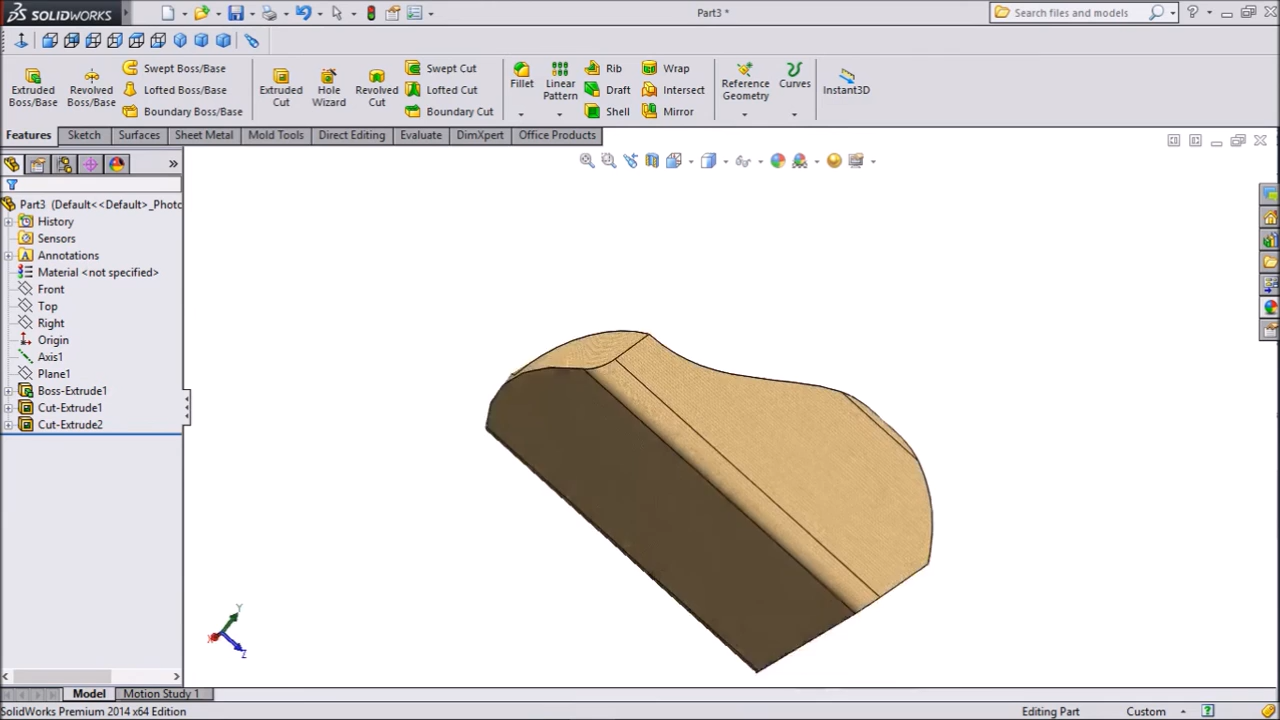 SOLIDWORKS
Part3 *
Search files and models
Extruded Boss/Base
Revolved Boss/Base
Swept Boss/Base
Lofted Boss/Base
Boundary Boss/Base
Extruded Cut
Hole Wizard
Revolved Cut
Swept Cut
Lofted Cut
Boundary Cut
Fillet
Linear Pattern
Rib
Draft
Shell
Wrap
Intersect
Mirror
Reference Geometry
Curves
Instant3D
Features
Sketch
Surfaces
Sheet Metal
Mold Tools
Direct Editing
Evaluate
DimXpert
Office Products
Part3 (Default<<Default>_Photo
History
Sensors
Annotations
Material <not specified>
Front
Top
Right
Origin
Axis1
Plane1
Boss-Extrude1
Cut-Extrude1
Cut-Extrude2
Y
X
Z
Model
Motion Study 1
SolidWorks Premium 2014 x64 Edition
Editing Part
Custom